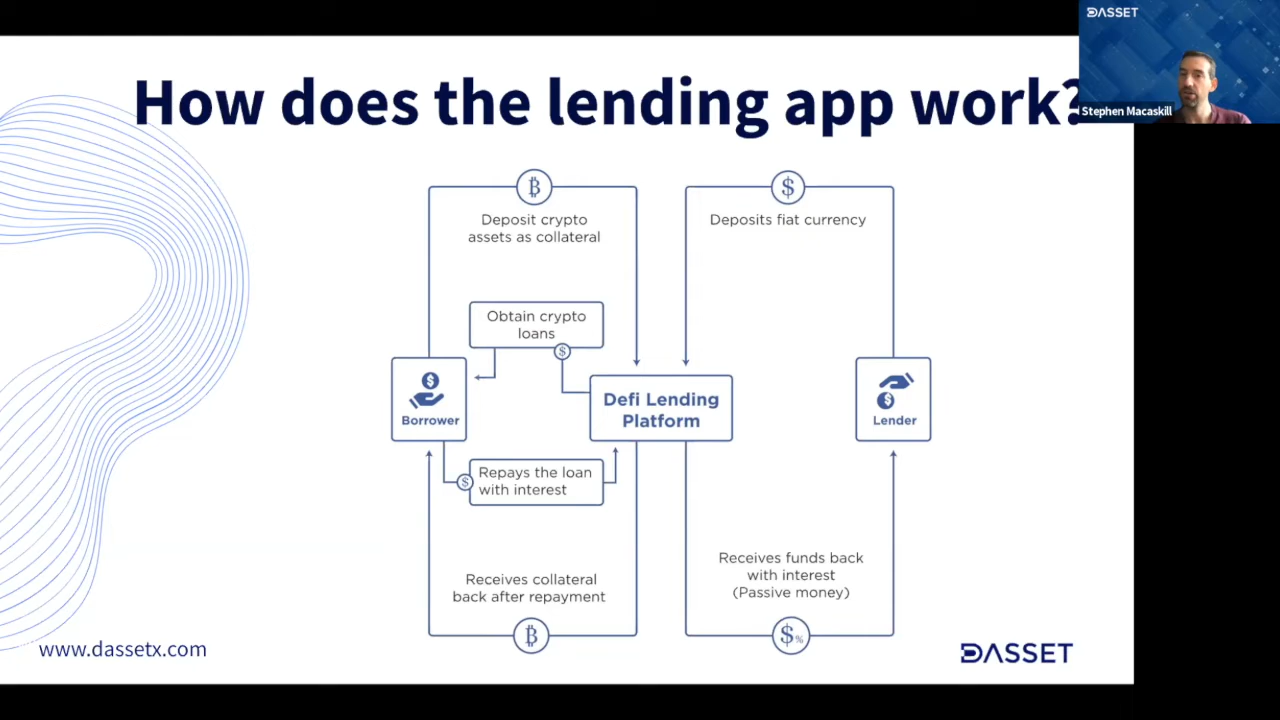 DASSET
Stephen Macaskill
How does the lending app work?
₿
$
Deposit crypto
assets as collateral
Deposits fiat currency
Obtain crypto
loans
$
$
Borrower
Defi Lending
Platform
$
Lender
$
Repays the loan
with interest
Receives collateral
back after repayment
Receives funds back
with interest
(Passive money)
₿
$%
www.dassetx.com
DASSET